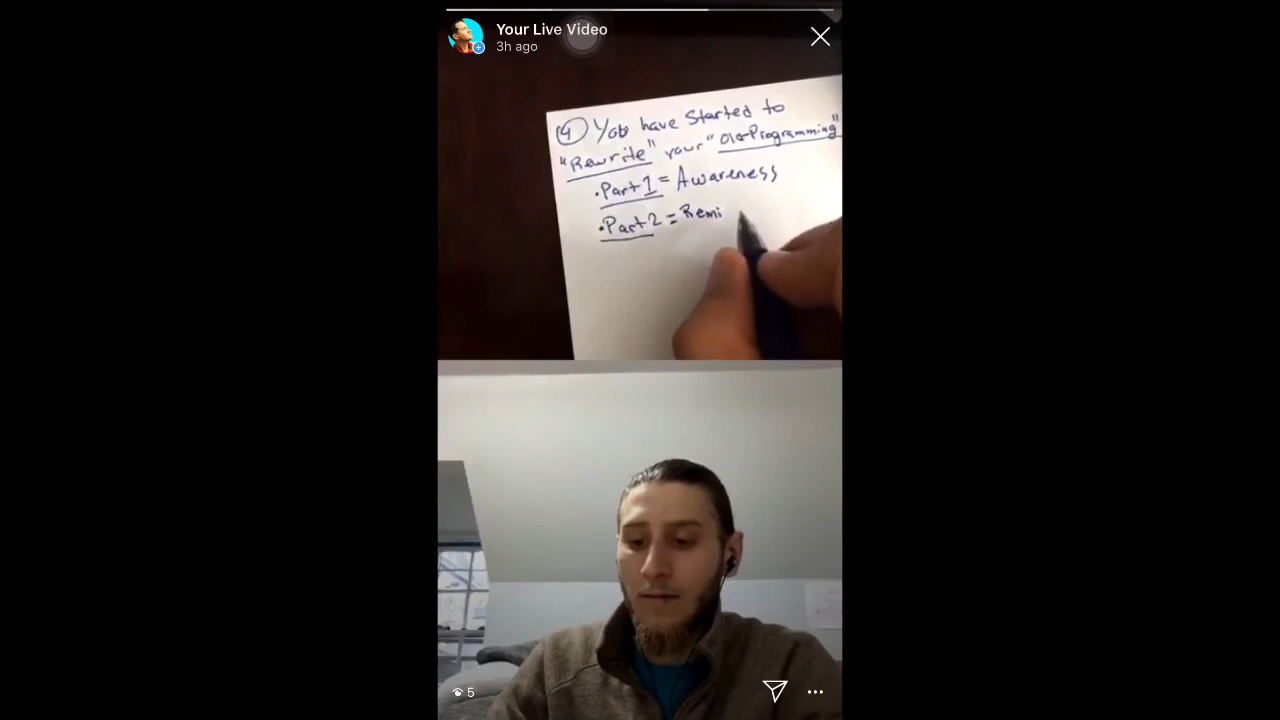 Your Live Video
3h ago
4 You have Started to
"Rewrite" your "Old-Programming"
• Part 1 = Awareness
• Part 2 = Remi
5